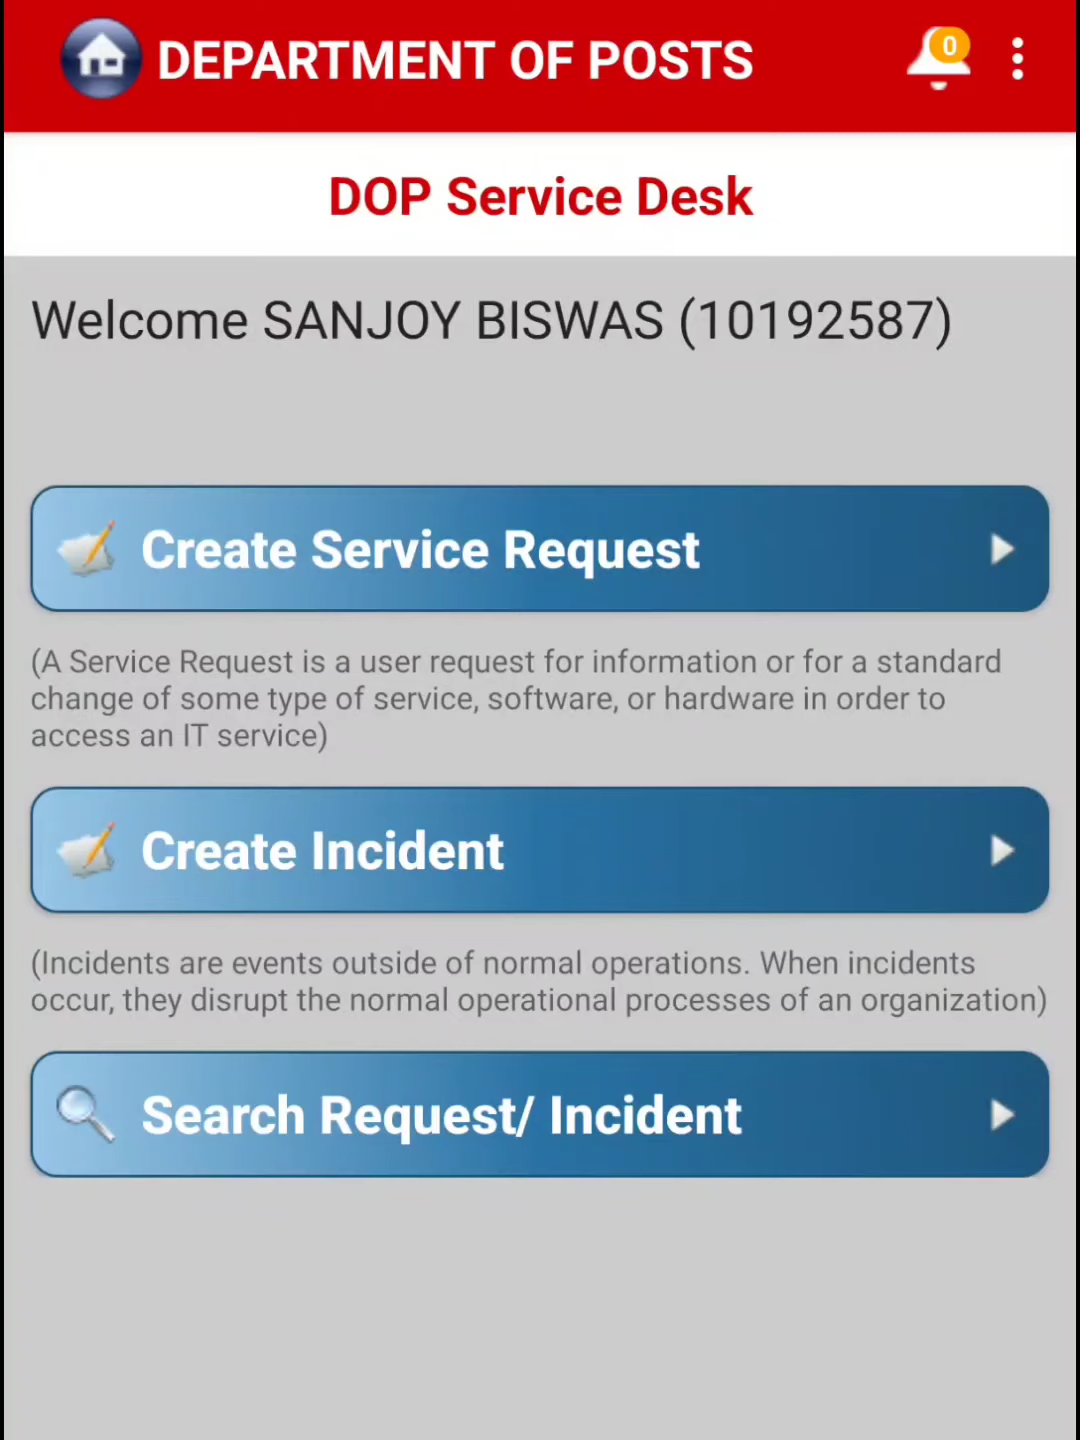 DEPARTMENT OF POSTS
0
DOP Service Desk
Welcome SANJOY BISWAS (10192587)
Create Service Request
(A Service Request is a user request for information or for a standard
change of some type of service, software, or hardware in order to
access an IT service)
Create Incident
(Incidents are events outside of normal operations. When incidents
occur, they disrupt the normal operational processes of an organization)
Search Request/ Incident